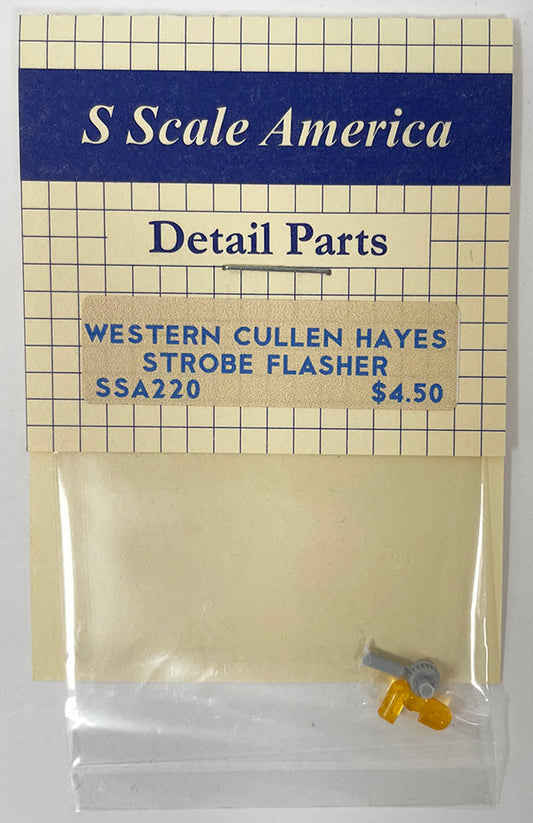 S Scale America
Detail Parts
WESTERN CULLEN HAYES
STROBE FLASHER
SSA220 $4.50